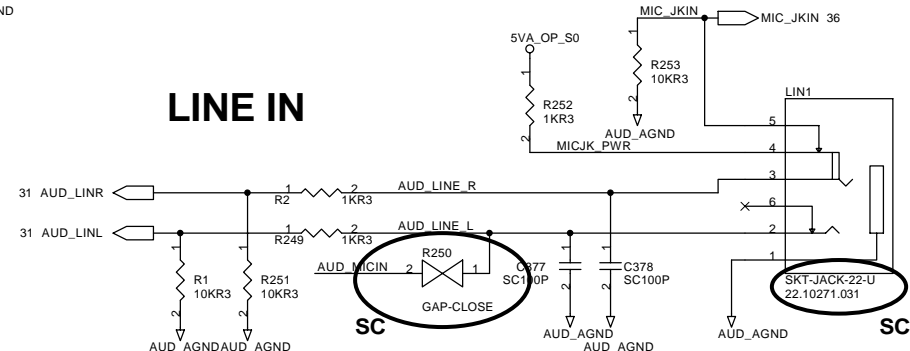 ND
MIC_JKIN
MIC_JKIN 36
5VA_OP_S0
1
R253
10KR3
2
1
R252
1KR3
2
LIN1
LINE IN
AUD_AGND
MICJK_PWR
5
4
3
6
2
1
31 AUD_LINR
1
R2
2
1KR3
AUD_LINE_R
31 AUD_LINL
1
R249
2
1KR3
AUD_LINE_L
R250
AUD_MICIN
2
1
GAP-CLOSE
SC
1
R1
10KR3
2
1
R251
10KR3
2
1
C377
SC100P
2
1
C378
SC100P
2
SKT-JACK-22-U
22.10271.031
SC
AUD_AGND
AUD_AGND
AUD_AGND
AUD_AGND
AUD_AGND